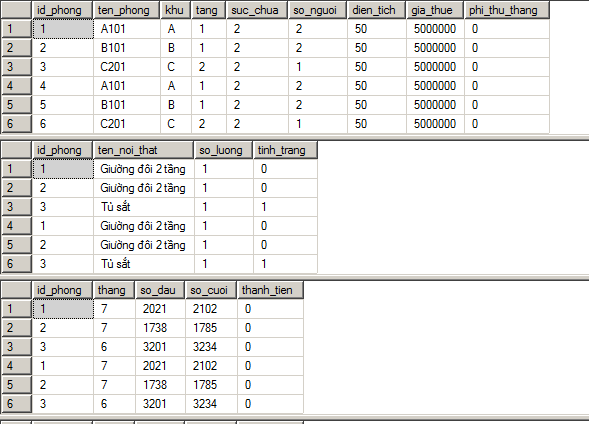 id_phong ten_phong khu tang suc_chua so_nguoi dien_tich gia_thue phi_thu_thang
1 1 A101 A 1 2 2 50 5000000 0
2 2 B101 B 1 2 2 50 5000000 0
3 3 C201 C 2 2 1 50 5000000 0
4 4 A101 A 1 2 2 50 5000000 0
5 5 B101 B 1 2 2 50 5000000 0
6 6 C201 C 2 2 1 50 5000000 0
id_phong ten_noi_that so_luong tinh_trang
1 1 Giường đôi 2 tầng 1 0
2 2 Giường đôi 2 tầng 1 0
3 3 Tủ sắt 1 1
4 1 Giường đôi 2 tầng 1 0
5 2 Giường đôi 2 tầng 1 0
6 3 Tủ sắt 1 1
id_phong thang so_dau so_cuoi thanh_tien
1 1 7 2021 2102 0
2 2 7 1738 1785 0
3 3 6 3201 3234 0
4 1 7 2021 2102 0
5 2 7 1738 1785 0
6 3 6 3201 3234 0